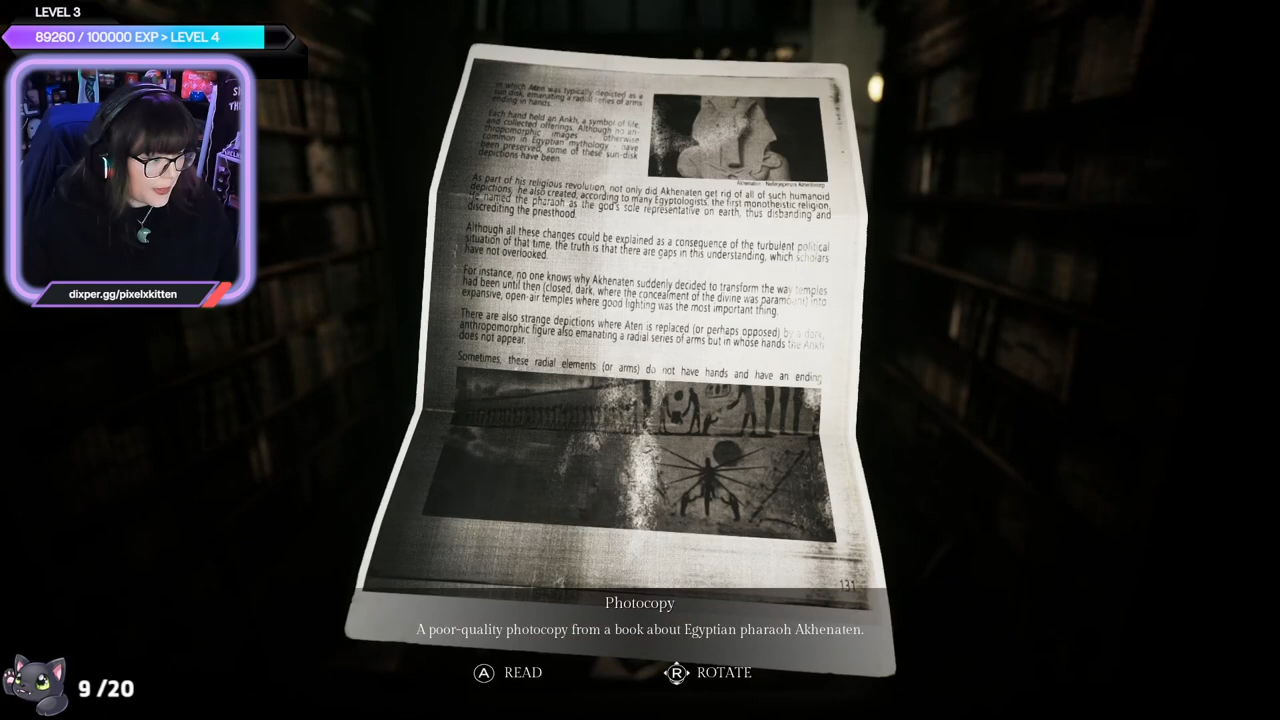 LEVEL 3
89260 / 100000 EXP > LEVEL 4
dixper.gg/pixelxkitten
in which Aten was typically depicted as a
sun disk, emanating a radial series of arms
ending in hands.
Each hand held an Ankh, a symbol of life,
and collected offerings. Although no an-
thropomorphic images otherwise
common in Egyptian mythology have
been preserved, some of these sun-disk
depictions have been.
As part of his religious revolution, not only did Akhenaten get rid of all of such humanoid
depictions, he also created, according to many Egyptologists, the first monotheistic religion.
He named the pharaoh as the god's sole representative on earth, thus disbanding and
discrediting the priesthood.
Although all these changes could be explained as a consequence of the turbulent political
situation of that time, the truth is that there are gaps in this understanding, which scholars
have not overlooked.
For instance, no one knows why Akhenaten suddenly decided to transform the way temples
had been until then (closed, dark, where the concealment of the divine was paramount) into
expansive, open-air temples where good lighting was the most important thing.
There are also strange depictions where Aten is replaced (or perhaps opposed) by a dark,
anthropomorphic figure also emanating a radial series of arms but in whose hands the Ankh
does not appear.
Sometimes, these radial elements (or arms) do not have hands and have an ending
131
Photocopy
A poor-quality photocopy from a book about Egyptian pharaoh Akhenaten.
A READ
R ROTATE
9 /20